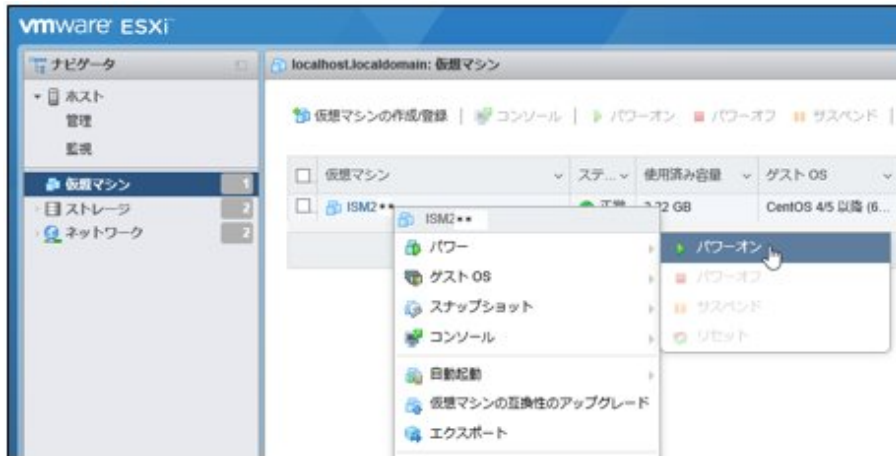 vmware ESXi
ナビゲータ
localhost.localdomain: 仮想マシン
ホスト
管理
監視
仮想マシン 1
ストレージ 2
ネットワーク 2
仮想マシンの作成/登録 | コンソール | パワーオン パワーオフ サスペンド |
仮想マシン ステ... 使用済み容量 ゲスト OS
ISM2•• 正常 GB CentOS 4/5 以降 (6...
ISM2••
パワー
ゲスト OS
スナップショット
コンソール
自動起動
仮想マシンの互換性のアップグレード
エクスポート
パワーオン
パワーオフ
サスペンド
リセット